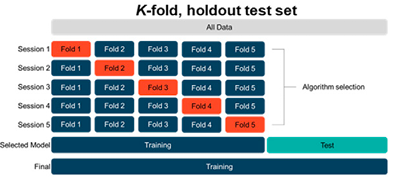 K-fold, holdout test set
All Data
Session 1 Fold 1 Fold 2 Fold 3 Fold 4 Fold 5
Session 2 Fold 1 Fold 2 Fold 3 Fold 4 Fold 5
Session 3 Fold 1 Fold 2 Fold 3 Fold 4 Fold 5
Algorithm selection
Session 4 Fold 1 Fold 2 Fold 3 Fold 4 Fold 5
Session 5 Fold 1 Fold 2 Fold 3 Fold 4 Fold 5
Selected Model Training Test
Final Training